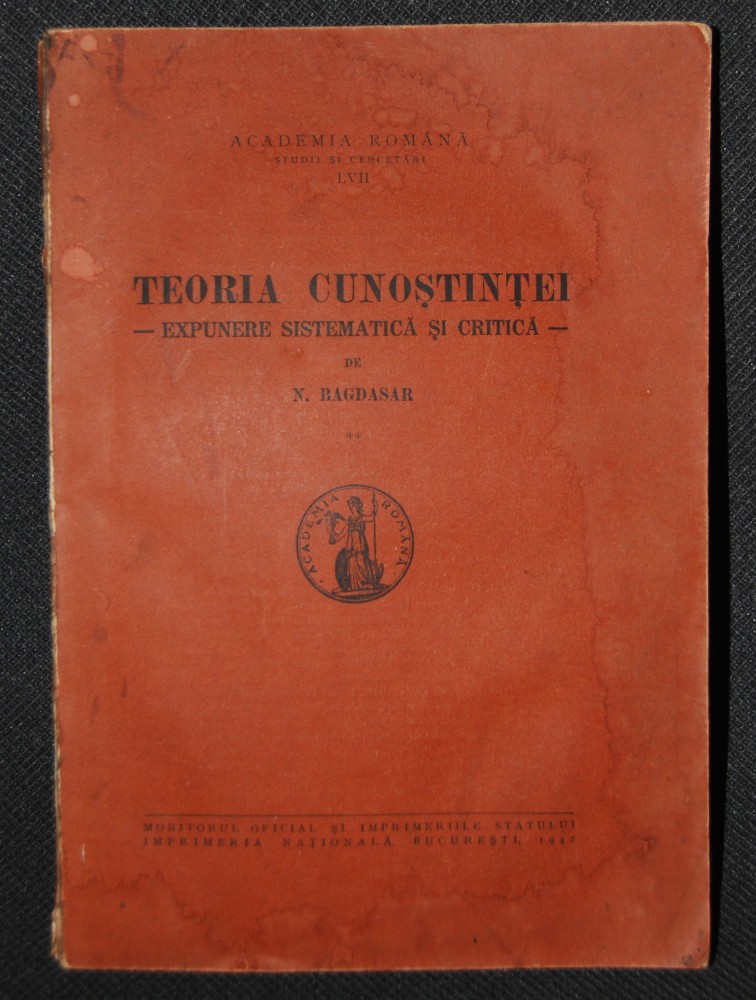 ACADEMIA ROMÂNĂ
STUDII ȘI CERCETĂRI
LVII
TEORIA CUNOȘTINȚEI
— EXPUNERE SISTEMATICĂ ȘI CRITICĂ —
DE
N. BAGDASAR
**
· ACADEMIA ROMÂNĂ ·
MONITORUL OFICIAL ȘI IMPRIMERIILE STATULUI
IMPRIMERIA NAȚIONALĂ, BUCUREȘTI, 1942